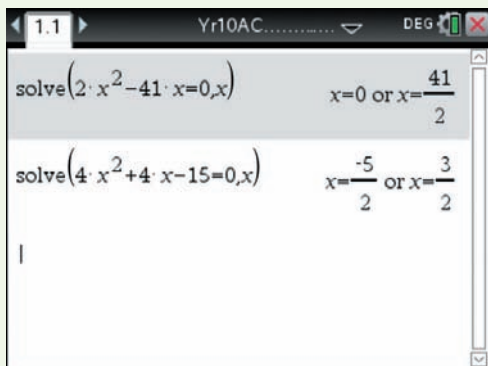 1.1 Yr10AC............ DEG
solve(2·x²-41·x=0,x) x=0 or x=41/2
solve(4·x²+4·x-15=0,x) x=-5/2 or x=3/2